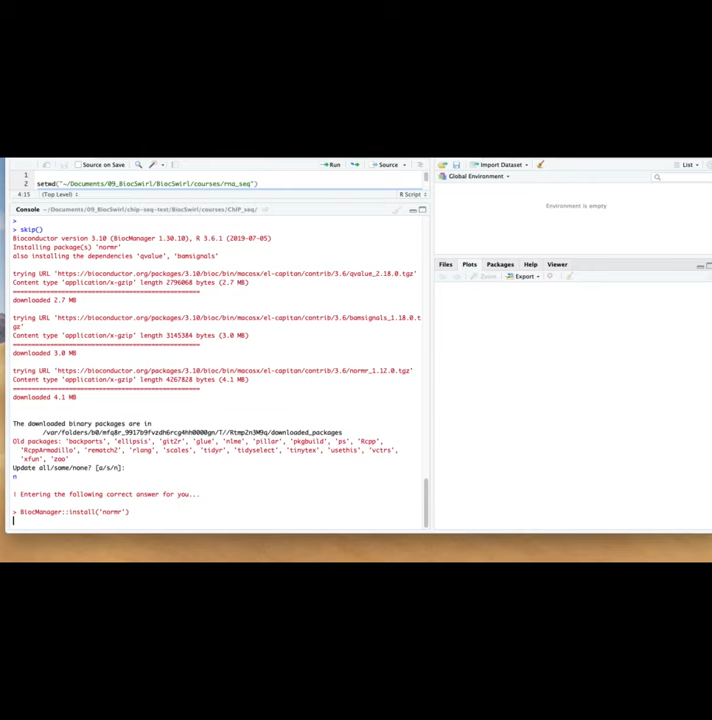 Source on Save
Run
Source
1
2 setwd("~/Documents/09_BiocSwirl/BiocSwirl/courses/rna_seq")
4:15 (Top Level) R Script
Console ~/Documents/09_BiocSwirl/chip-seq-test/BiocSwirl/courses/ChIP_seq/
>
> skip()
Bioconductor version 3.10 (BiocManager 1.30.10), R 3.6.1 (2019-07-05)
Installing package(s) 'normr'
also installing the dependencies 'qvalue', 'bamsignals'
trying URL 'https://bioconductor.org/packages/3.10/bioc/bin/macosx/el-capitan/contrib/3.6/qvalue_2.18.0.tgz'
Content type 'application/x-gzip' length 2796068 bytes (2.7 MB)
==================================================
downloaded 2.7 MB
trying URL 'https://bioconductor.org/packages/3.10/bioc/bin/macosx/el-capitan/contrib/3.6/bamsignals_1.18.0.t
gz'
Content type 'application/x-gzip' length 3145384 bytes (3.0 MB)
==================================================
downloaded 3.0 MB
trying URL 'https://bioconductor.org/packages/3.10/bioc/bin/macosx/el-capitan/contrib/3.6/normr_1.12.0.tgz'
Content type 'application/x-gzip' length 4267828 bytes (4.1 MB)
==================================================
downloaded 4.1 MB
The downloaded binary packages are in
/var/folders/b0/mfq8r_9917b9fvzdh6rcg4hh0000gn/T//Rtmp2n3M9q/downloaded_packages
Old packages: 'backports', 'ellipsis', 'git2r', 'glue', 'nlme', 'pillar', 'pkgbuild', 'ps', 'Rcpp',
'RcppArmadillo', 'rematch2', 'rlang', 'scales', 'tidyr', 'tidyselect', 'tinytex', 'usethis', 'vctrs',
'xfun', 'zoo'
Update all/some/none? [a/s/n]:
n
| Entering the following correct answer for you...
> BiocManager::install('normr')
Import Dataset
List
Global Environment
Environment is empty
Files Plots Packages Help Viewer
Zoom Export